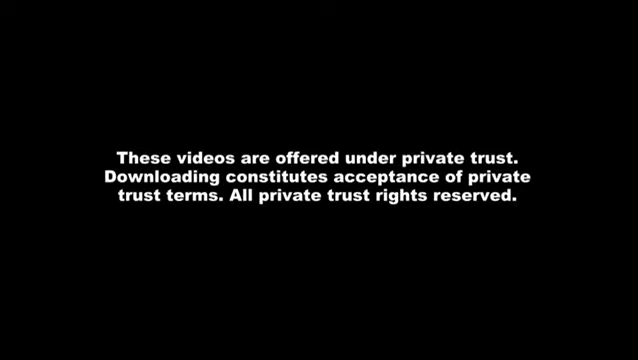 These videos are offered under private trust.
Downloading constitutes acceptance of private
trust terms. All private trust rights reserved.